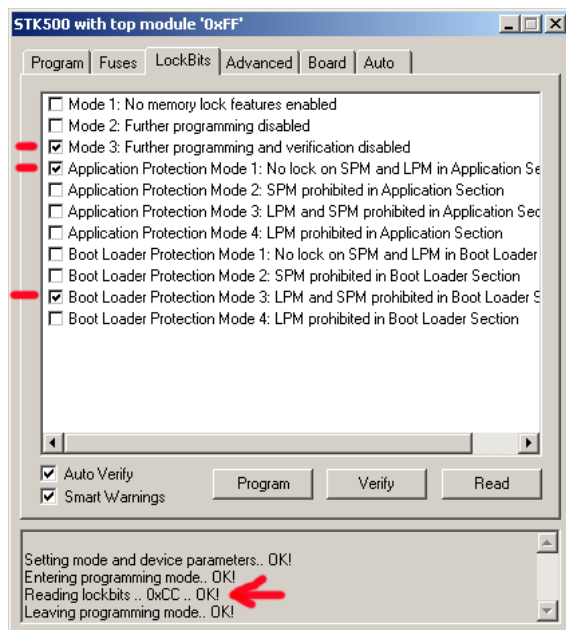 STK500 with top module '0xFF'
Program Fuses LockBits Advanced Board Auto
Mode 1: No memory lock features enabled
Mode 2: Further programming disabled
Mode 3: Further programming and verification disabled
Application Protection Mode 1: No lock on SPM and LPM in Application Se
Application Protection Mode 2: SPM prohibited in Application Section
Application Protection Mode 3: LPM and SPM prohibited in Application Sec
Application Protection Mode 4: LPM prohibited in Application Section
Boot Loader Protection Mode 1: No lock on SPM and LPM in Boot Loader
Boot Loader Protection Mode 2: SPM prohibited in Boot Loader Section
Boot Loader Protection Mode 3: LPM and SPM prohibited in Boot Loader S
Boot Loader Protection Mode 4: LPM prohibited in Boot Loader Section
Auto Verify
Smart Warnings
Program Verify Read
Setting mode and device parameters.. OK!
Entering programming mode.. OK!
Reading lockbits .. 0xCC .. OK!
Leaving programming mode.. OK!